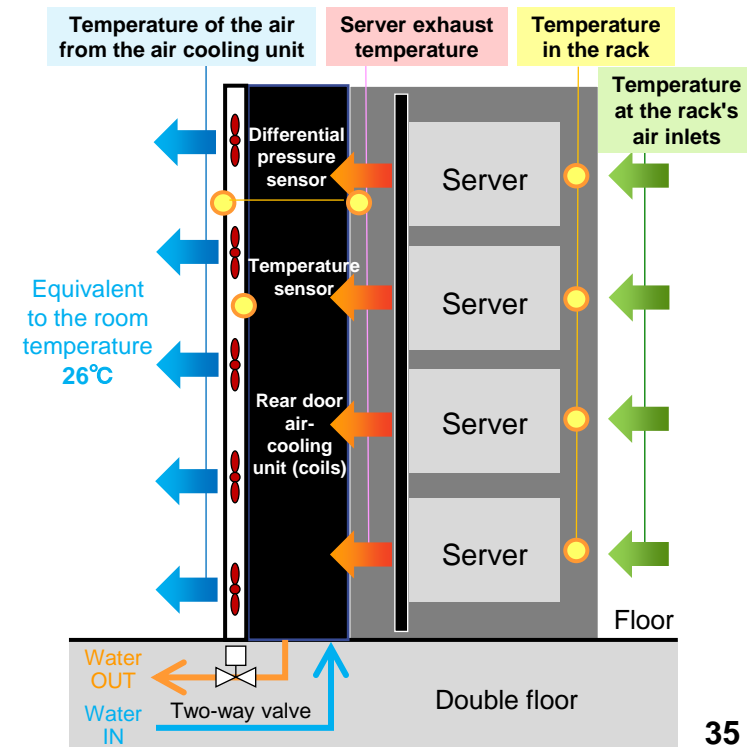 Temperature of the air
from the air cooling unit
Server exhaust
temperature
Temperature
in the rack
Temperature
at the rack's
air inlets
Differential
pressure
sensor
Server
Temperature
sensor
Server
Equivalent
to the room
temperature
26℃
Rear door
air-
cooling
unit (coils)
Server
Server
Floor
Water
OUT
Two-way valve
Water
IN
Double floor
35